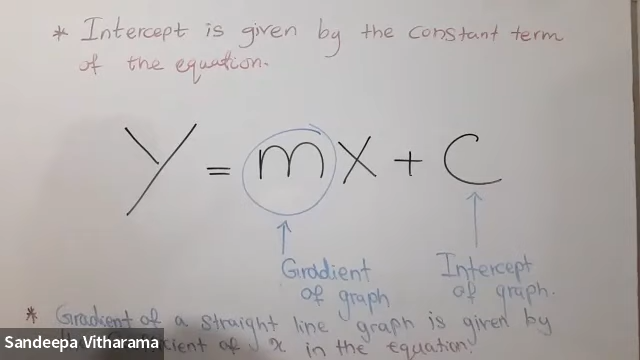 * Intercept is given by the constant term
of the equation.
Y = mX + C
Gradient
of graph
Intercept
of graph.
* Gradient of a straight line graph is given by
of x in the equation.
Sandeepa Vitharama